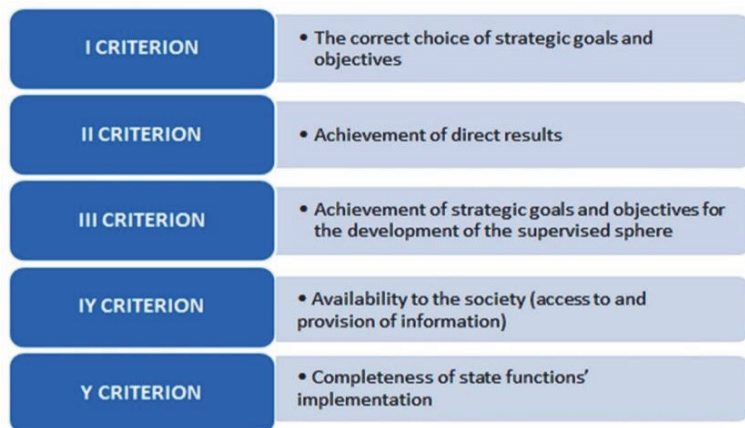 I CRITERION
• The correct choice of strategic goals and
objectives
II CRITERION
• Achievement of direct results
III CRITERION
• Achievement of strategic goals and objectives for
the development of the supervised sphere
IY CRITERION
• Availability to the society (access to and
provision of information)
Y CRITERION
• Completeness of state functions'
implementation